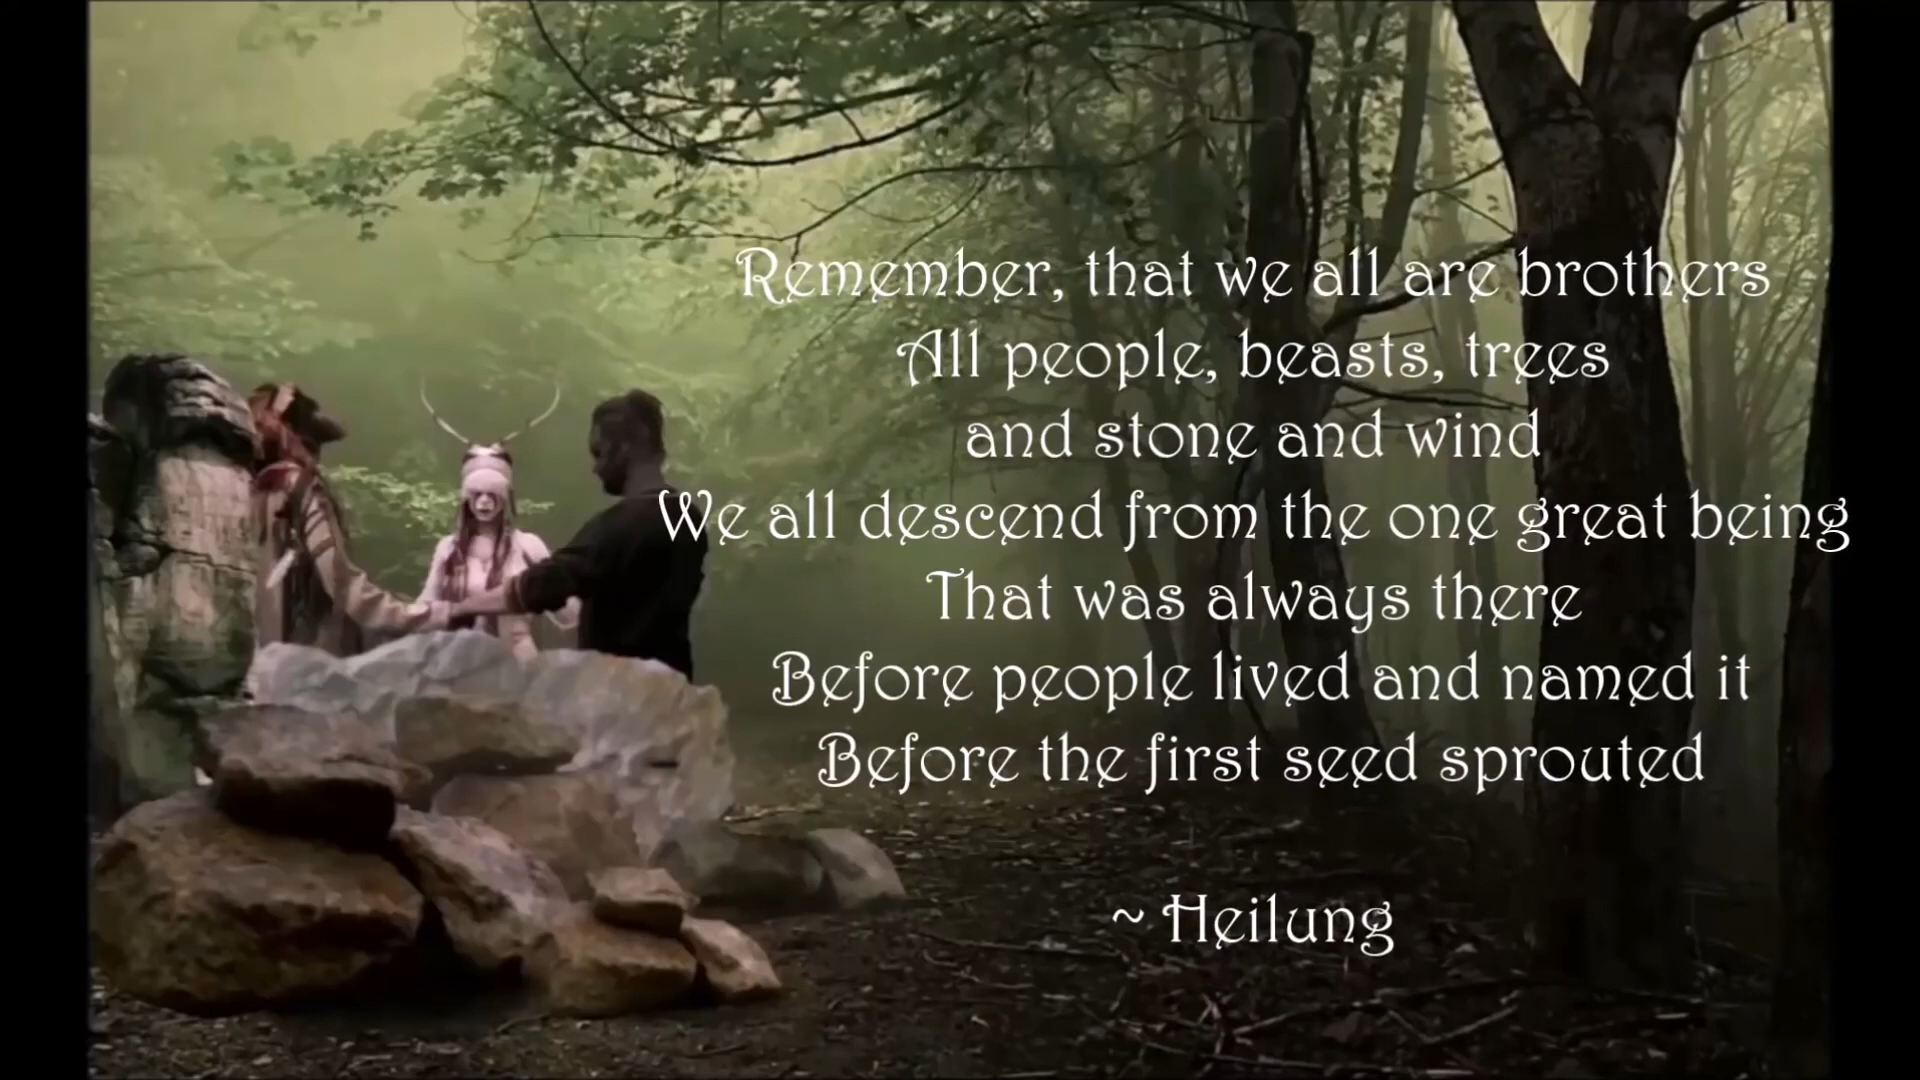 Remember, that we all are brothers
All people, beasts, trees
and stone and wind
We all descend from the one great being
That was always there
Before people lived and named it
Before the first seed sprouted
~ Heilung